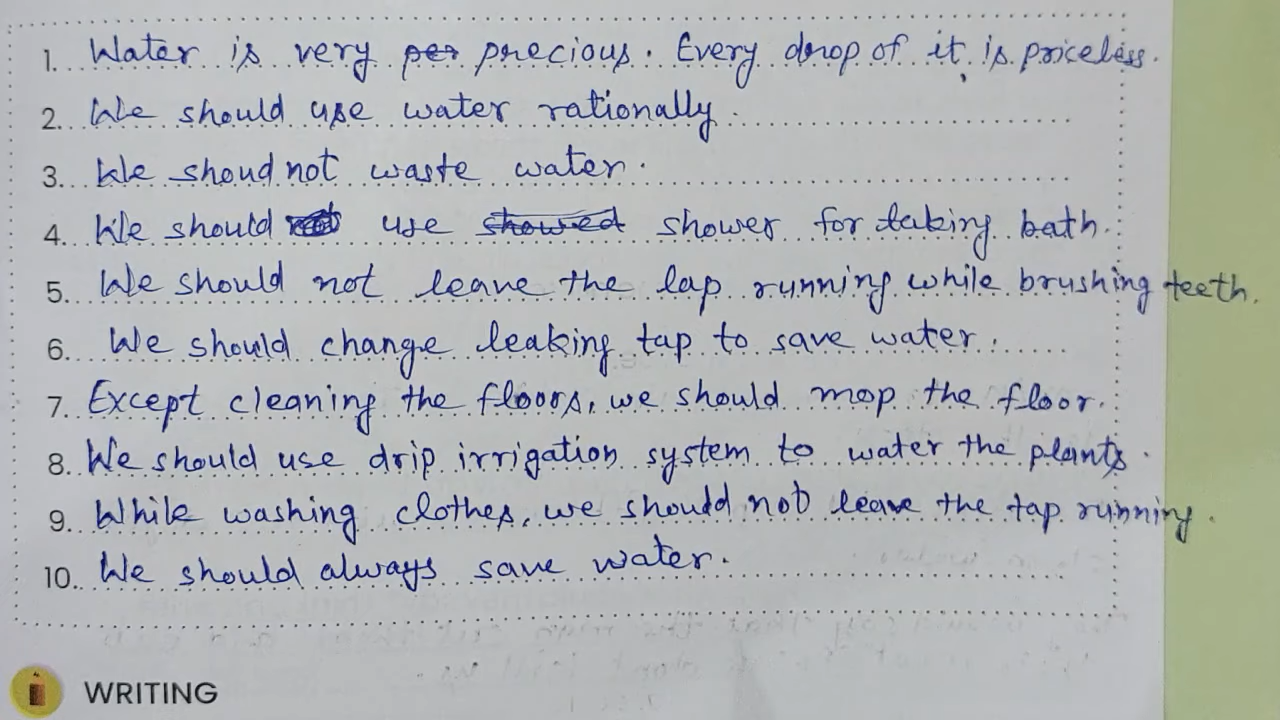 1. Water is very per precious. Every drop of it is priceless.
2. We should use water rationally.
3. We shoud not waste water.
4. We should not use showed shower for taking bath.
5. We should not leave the lap running while brushing teeth.
6. We should change leaking tap to save water.
7. Except cleaning the floors, we should mop the floor.
8. We should use drip irrigation system to water the plants.
9. While washing clothes, we should not leave the tap running.
10. We should always save water.
WRITING